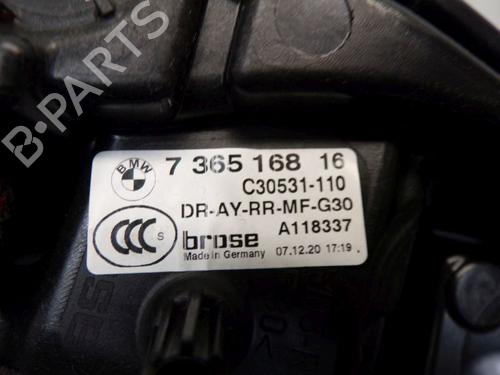 B-PARTS
BMW 7 365 168 16
C30531-110
DR-AY-RR-MF-G30
CCC S
A118337
brose
Made in Germany 07.12.20 17:19